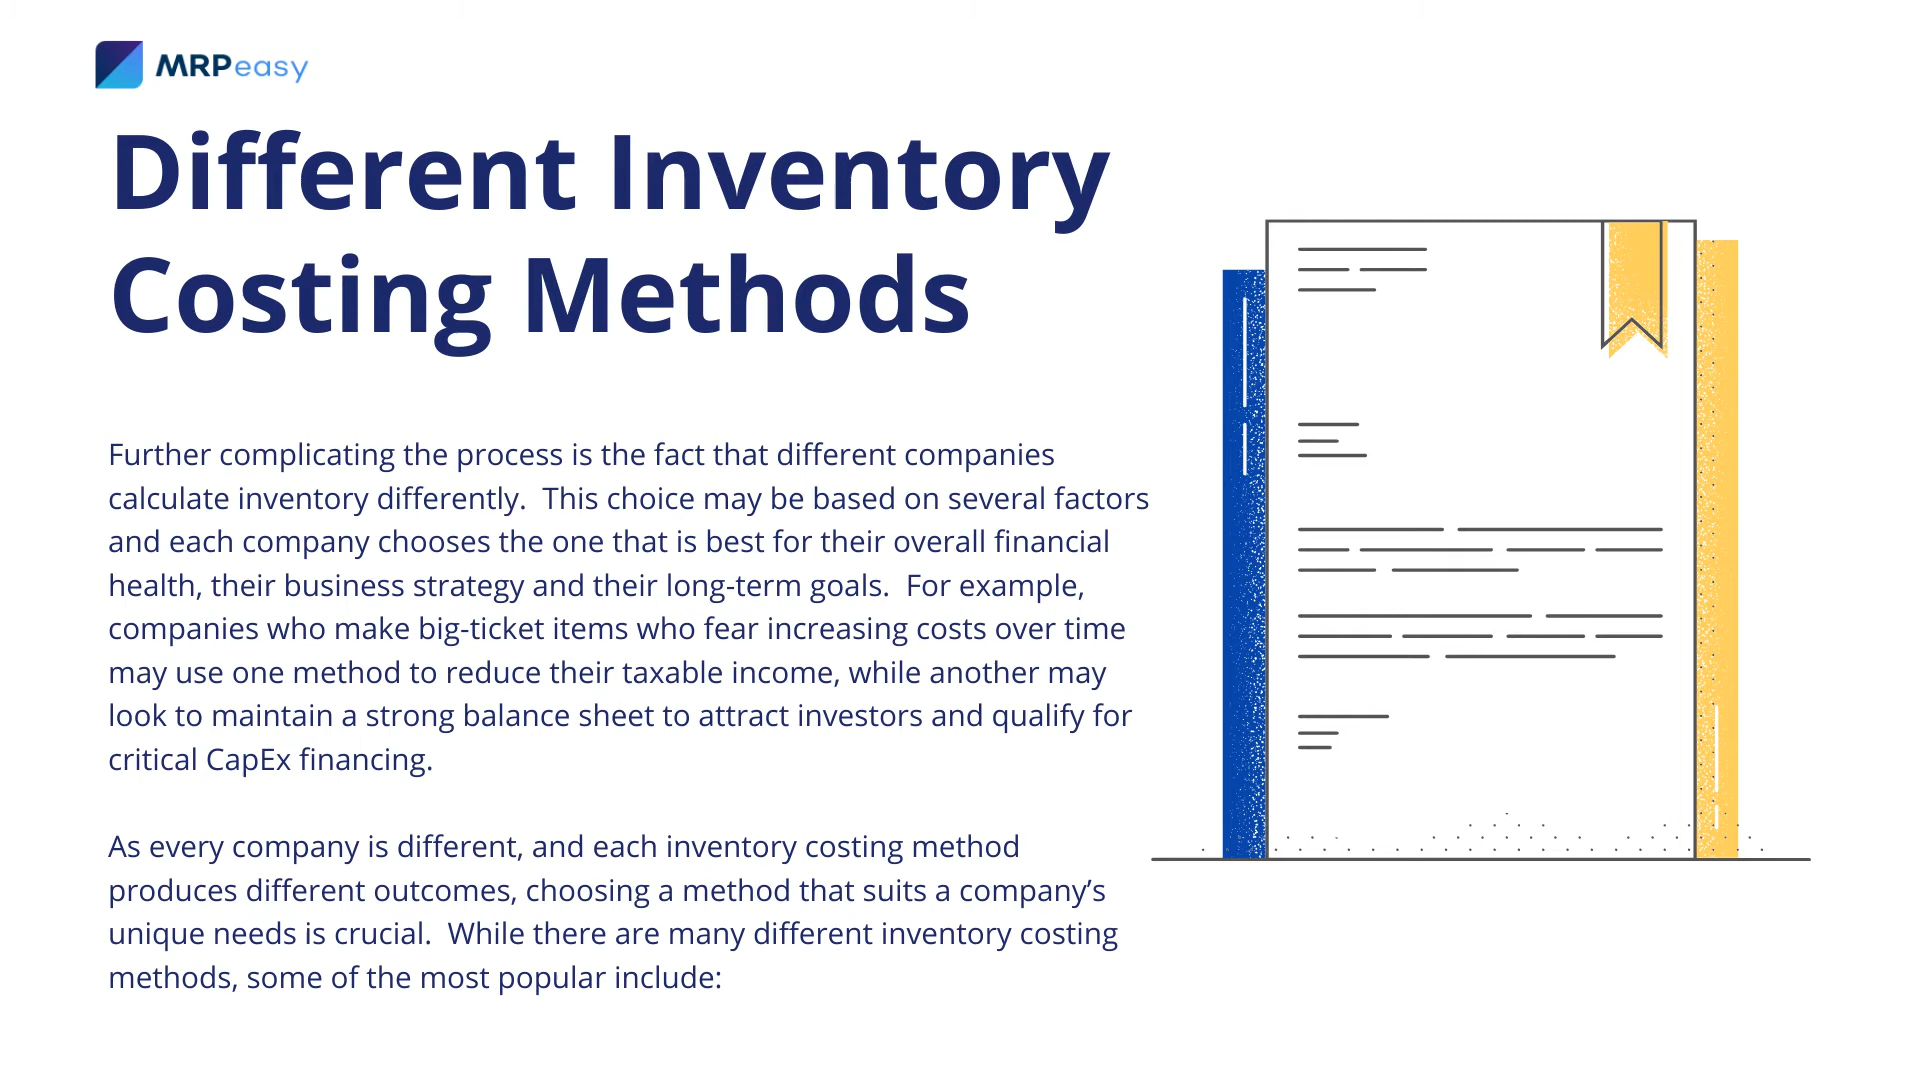 MRPeasy
Different Inventory
Costing Methods
Further complicating the process is the fact that different companies
calculate inventory differently.  This choice may be based on several factors
and each company chooses the one that is best for their overall financial
health, their business strategy and their long-term goals.  For example,
companies who make big-ticket items who fear increasing costs over time
may use one method to reduce their taxable income, while another may
look to maintain a strong balance sheet to attract investors and qualify for
critical CapEx financing.
As every company is different, and each inventory costing method
produces different outcomes, choosing a method that suits a company’s
unique needs is crucial.  While there are many different inventory costing
methods, some of the most popular include: